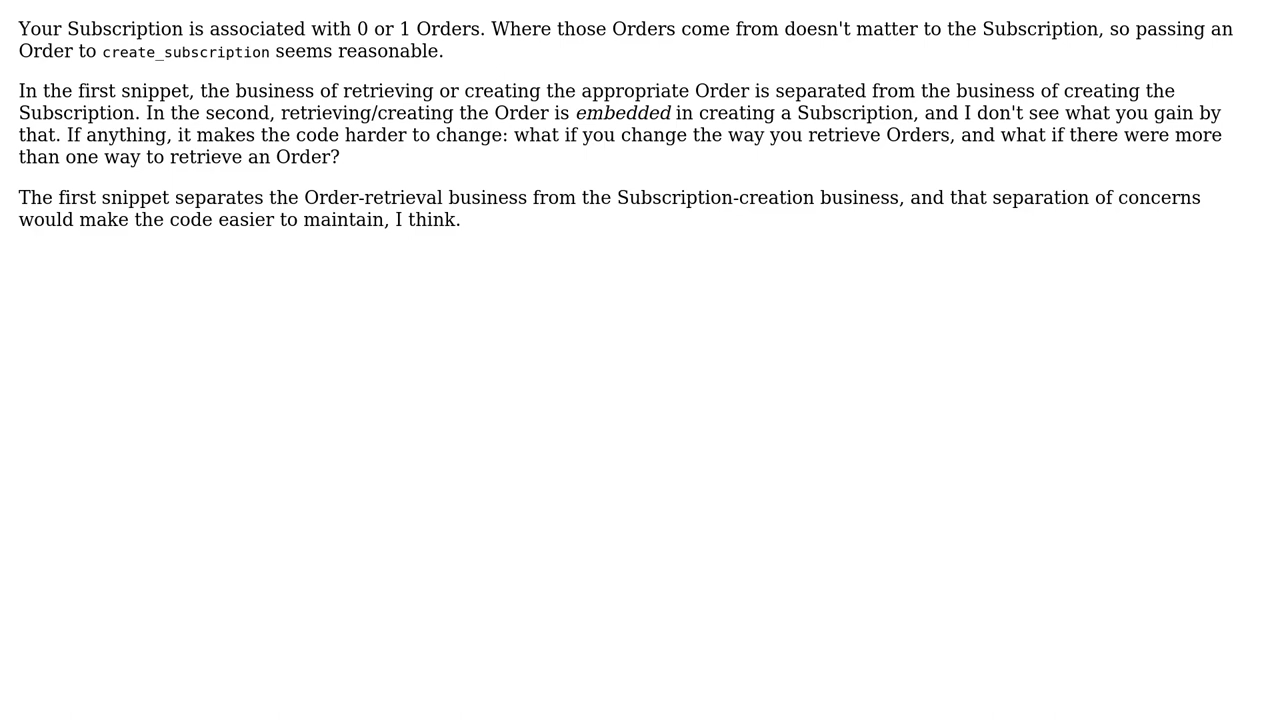 Your Subscription is associated with 0 or 1 Orders. Where those Orders come from doesn't matter to the Subscription, so passing an
Order to create_subscription seems reasonable.
In the first snippet, the business of retrieving or creating the appropriate Order is separated from the business of creating the
Subscription. In the second, retrieving/creating the Order is embedded in creating a Subscription, and I don't see what you gain by
that. If anything, it makes the code harder to change: what if you change the way you retrieve Orders, and what if there were more
than one way to retrieve an Order?
The first snippet separates the Order-retrieval business from the Subscription-creation business, and that separation of concerns
would make the code easier to maintain, I think.